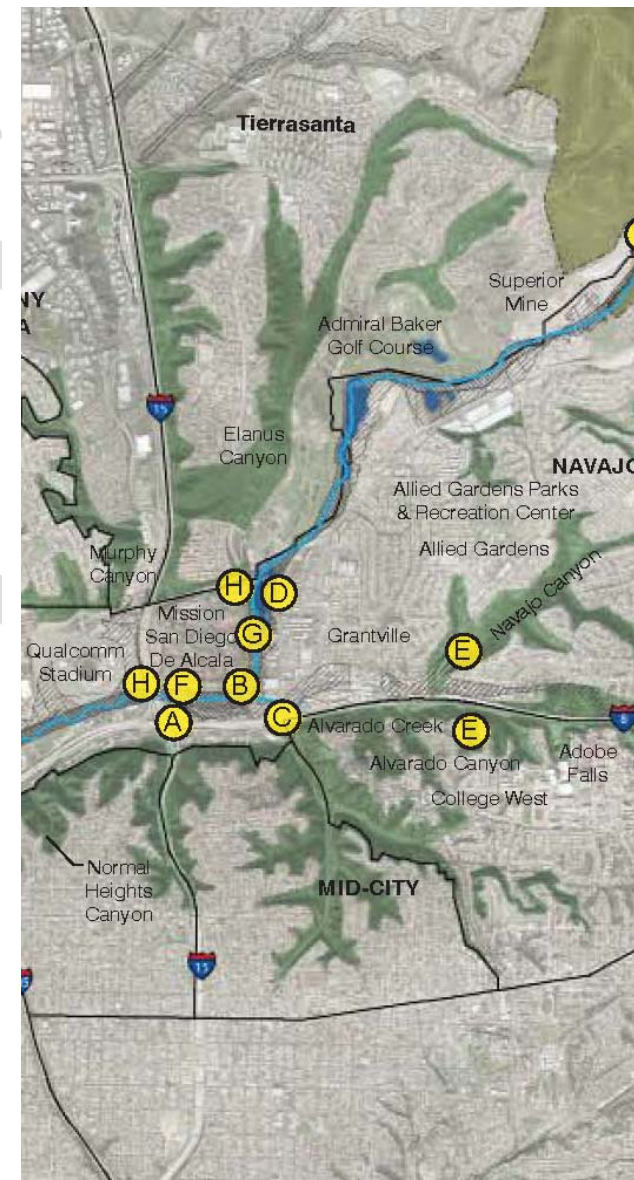 Tierrasanta
Superior
Mine
NY
A
Admiral Baker
Golf Course
15
Elanus
Canyon
NAVAJO
Allied Gardens Parks
& Recreation Center
Allied Gardens
Navajo Canyon
Murphy
Canyon
H
D
Mission
San Diego
De Alcala
G
Grantville
E
Qualcomm
Stadium
H
F
B
A
C
Alvarado Creek
E
8
Alvarado Canyon
Adobe
Falls
College West
Normal
Heights
Canyon
MID-CITY
15